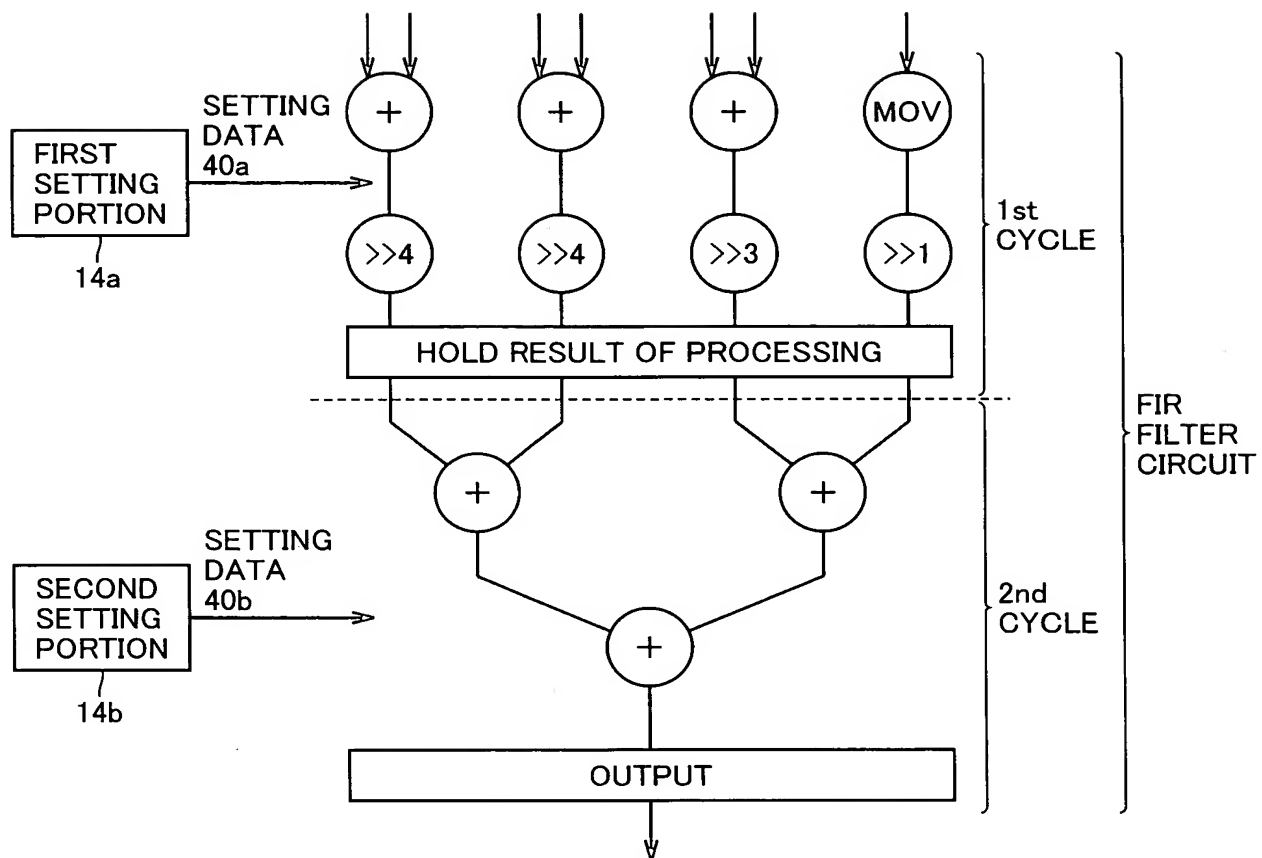 +
+
+
MOV
SETTING
DATA
40a
FIRST
SETTING
PORTION
14a
>>4
>>4
>>3
>>1
1st
CYCLE
HOLD RESULT OF PROCESSING
FIR
FILTER
CIRCUIT
+
+
SETTING
DATA
40b
SECOND
SETTING
PORTION
14b
2nd
CYCLE
+
OUTPUT